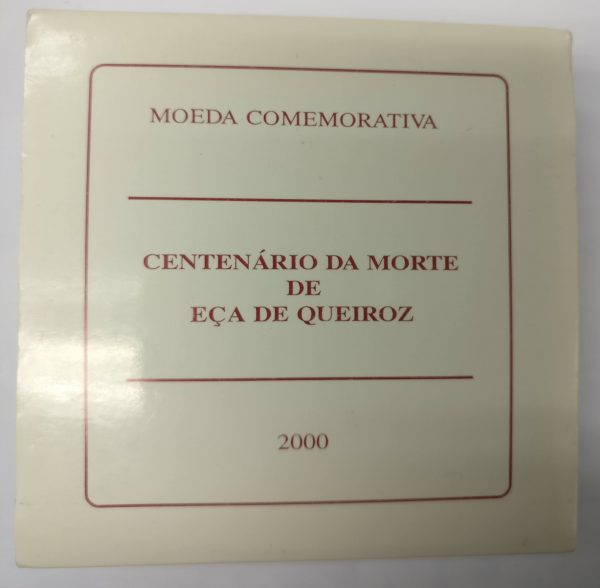 MOEDA COMEMORATIVA
CENTENÁRIO DA MORTE
DE
EÇA DE QUEIROZ
2000